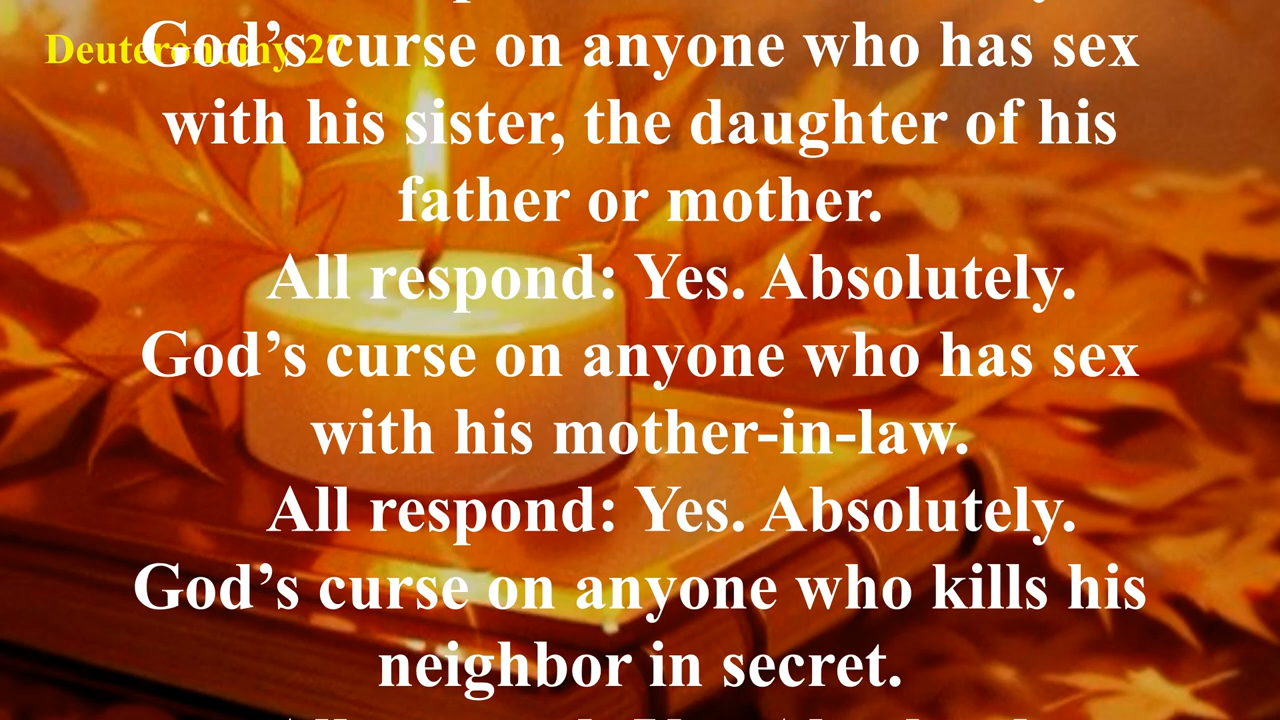 Deuteronomy 27
God’s curse on anyone who has sex
with his sister, the daughter of his
father or mother.
All respond: Yes. Absolutely.
God’s curse on anyone who has sex
with his mother-in-law.
All respond: Yes. Absolutely.
God’s curse on anyone who kills his
neighbor in secret.